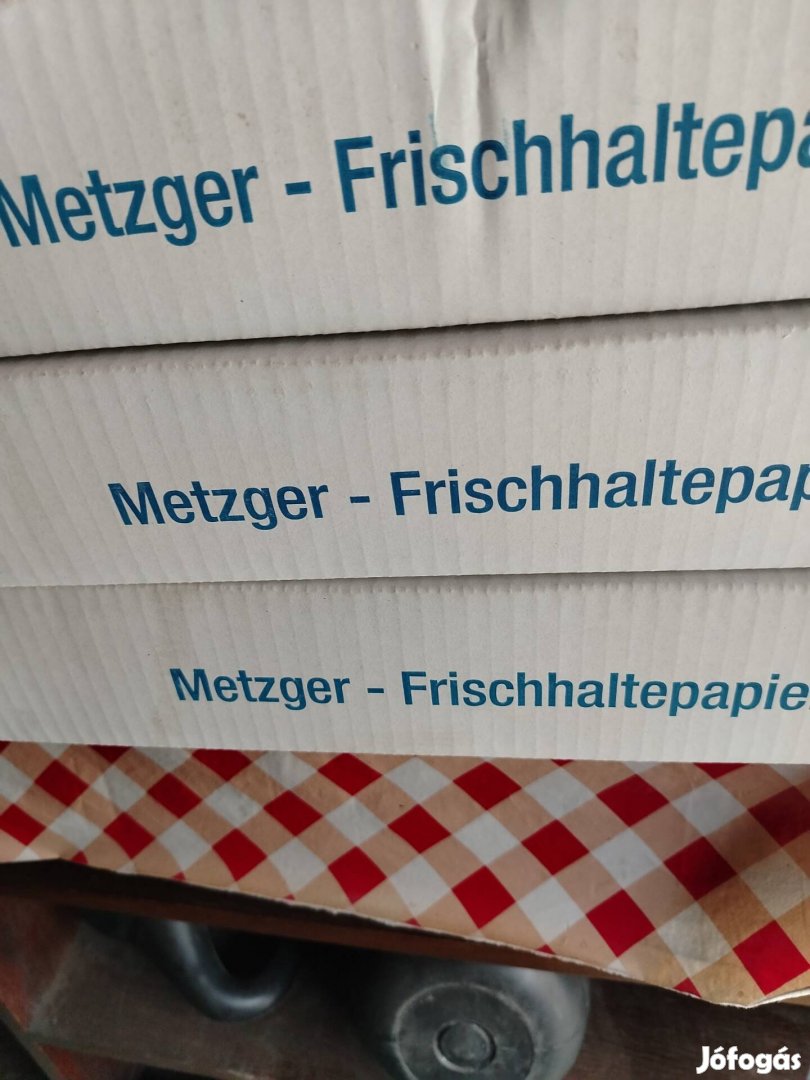 Metzger - Frischhaltepa
Metzger - Frischhaltepap
Metzger - Frischhaltepapie
Jófogás